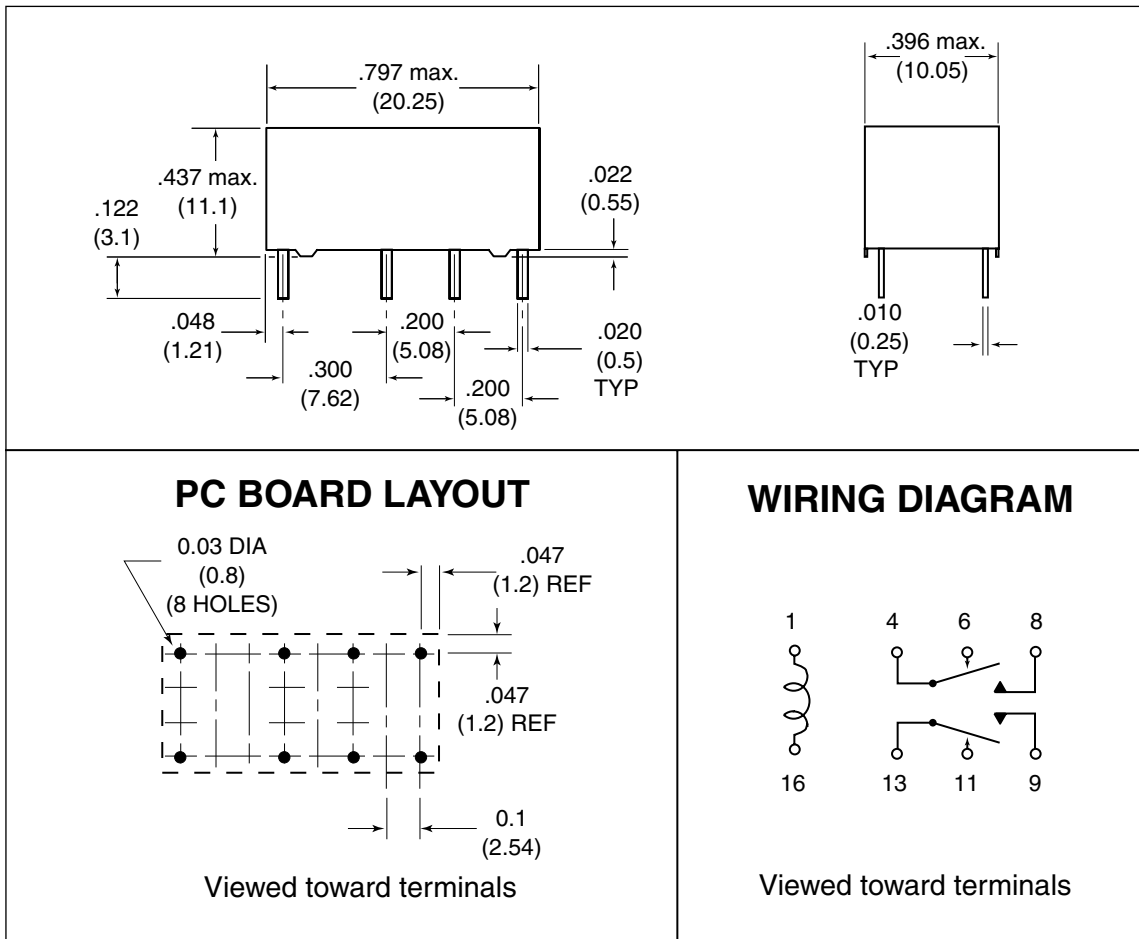 .797 max.
(20.25)
.396 max.
(10.05)
.437 max.
(11.1)
.022
(0.55)
.122
(3.1)
.048
(1.21)
.200
(5.08)
.020
(0.5)
TYP
.300
(7.62)
.200
(5.08)
.010
(0.25)
TYP
PC BOARD LAYOUT
0.03 DIA
(0.8)
(8 HOLES)
.047
(1.2) REF
.047
(1.2) REF
0.1
(2.54)
Viewed toward terminals
WIRING DIAGRAM
1 4 6 8
16 13 11 9
Viewed toward terminals